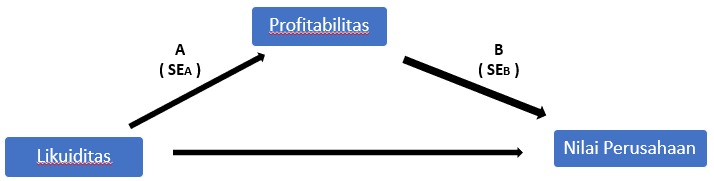 Profitabilitas
A
( SEA )
B
( SEB )
Likuiditas
Nilai Perusahaan